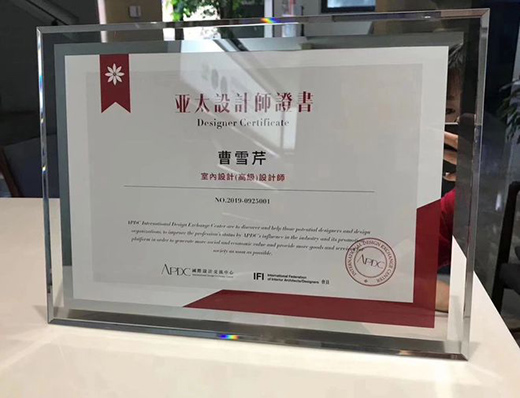 亚太設計師證書
Designer Certificate
曹雪芹
室內設計(高級)設計師
NO.2019-0925001
APDC International Design Exchange Center are to discover and help those potential designers and design
organizations, to improve the profession's status by APDC's influence in the industry and its promotion
platform in order to generate more social and economic value and provide more goods and services
society as soon as possible.
APDC 國際設計交流中心
IFI International Federation
of Interior Architects/Designers 會員
APDC